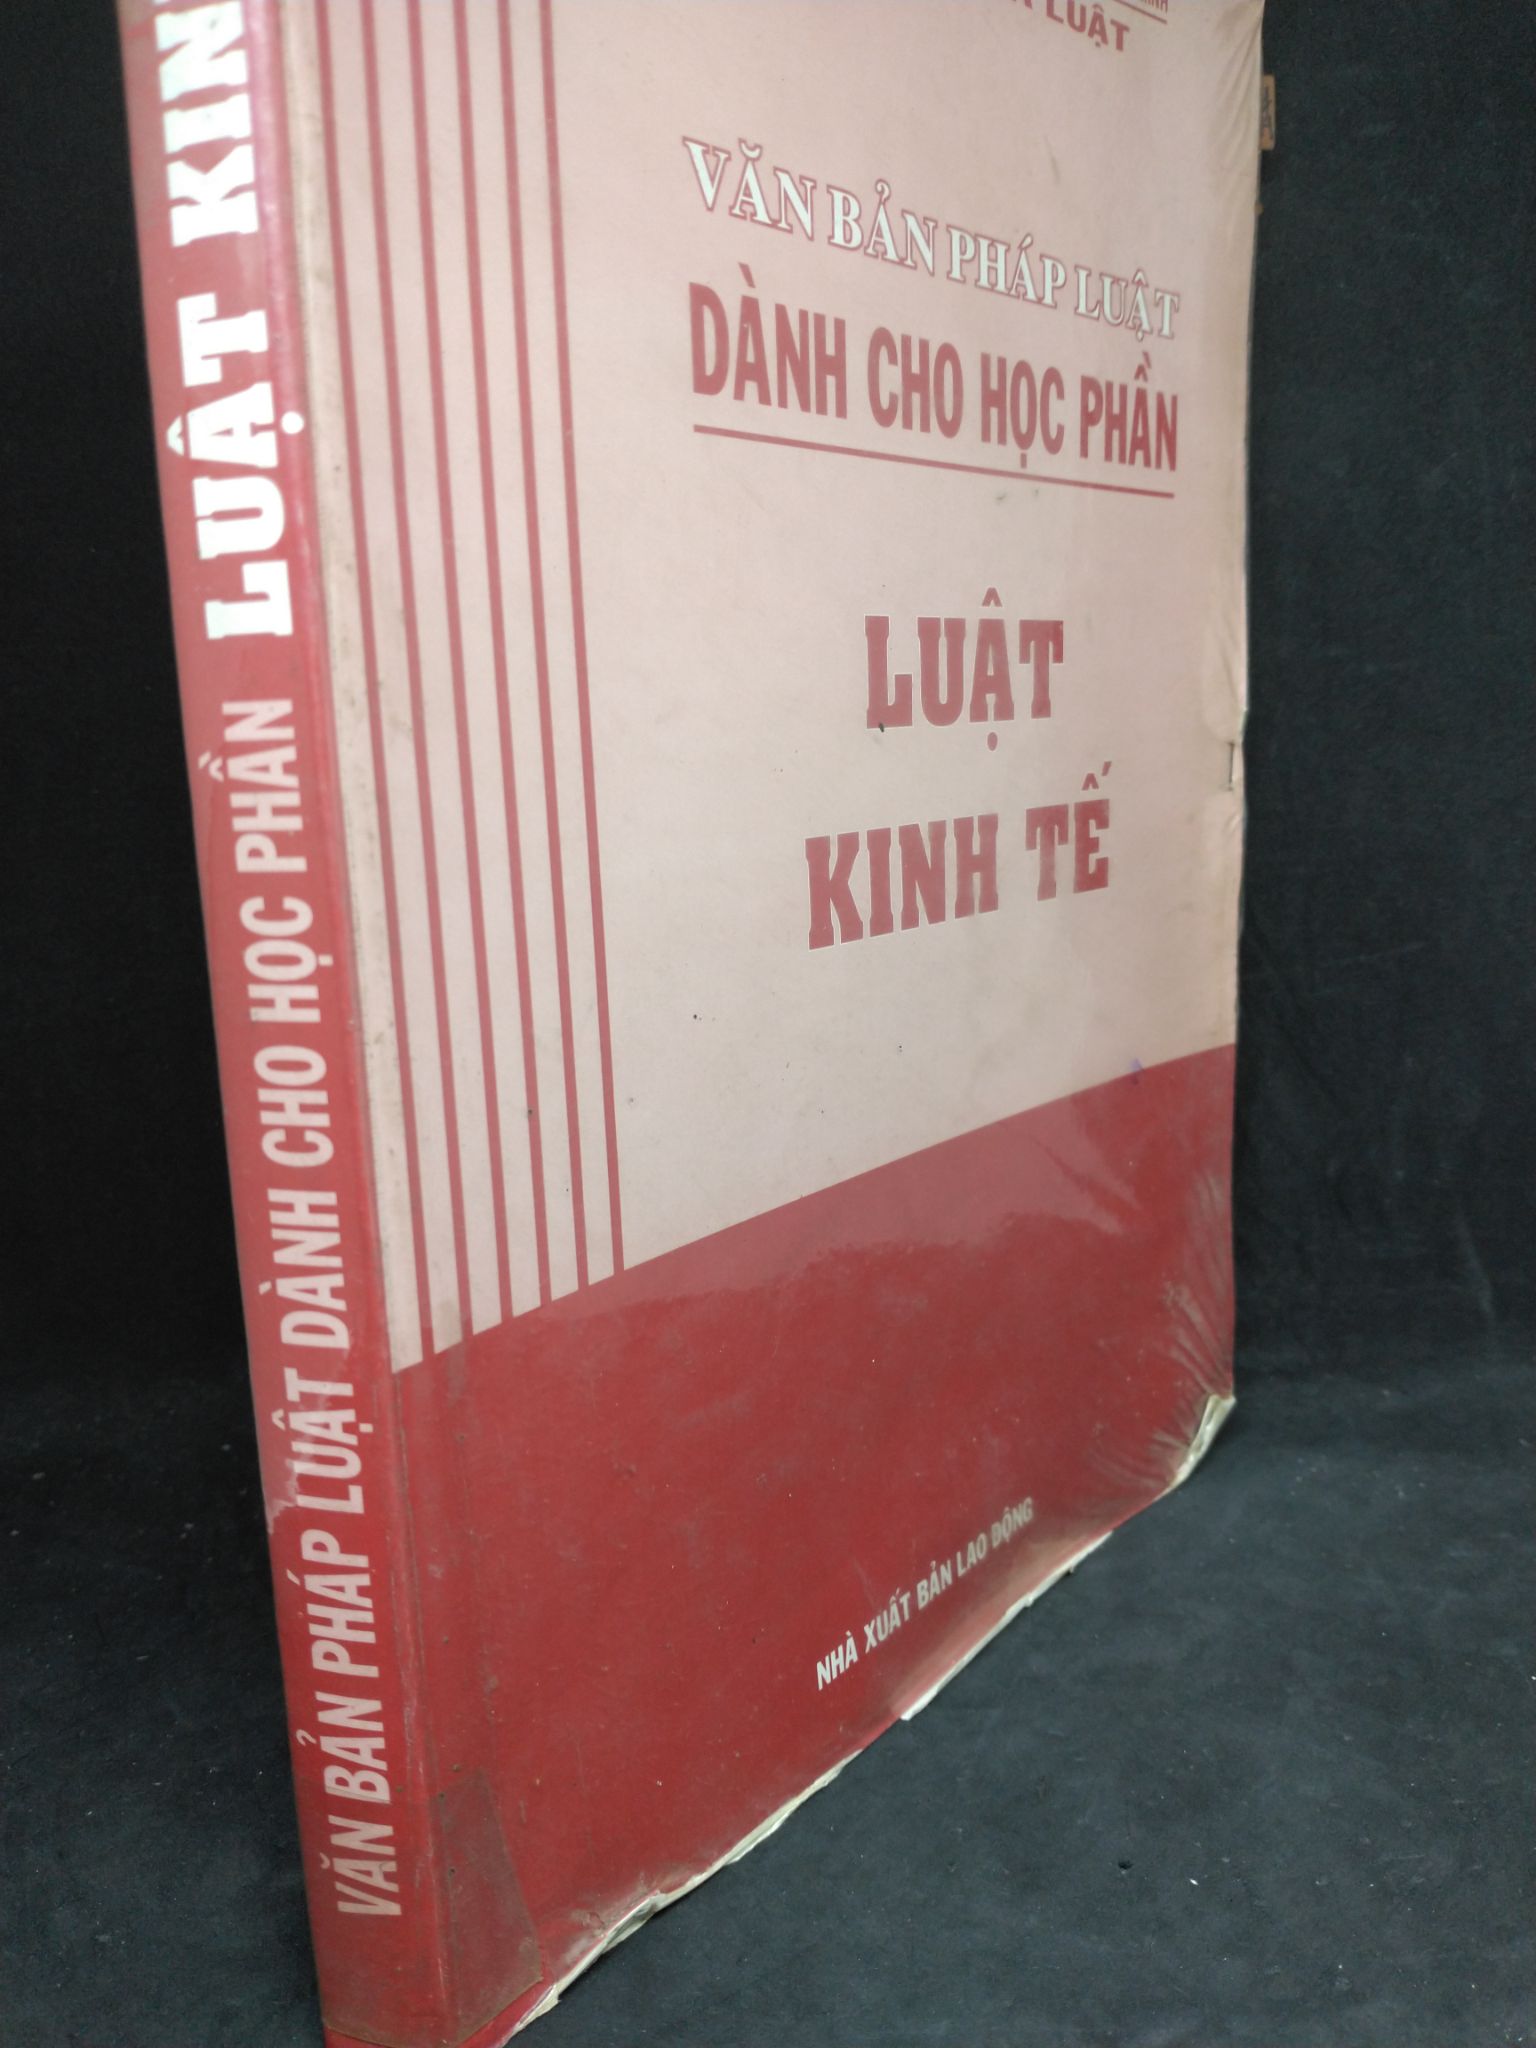 LUẬT
VĂN BẢN PHÁP LUẬT
DÀNH CHO HỌC PHẦN
LUẬT
KINH TẾ
NHÀ XUẤT BẢN LAO ĐỘNG
VĂN BẢN PHÁP LUẬT DÀNH CHO HỌC PHẦN LUẬT KIN